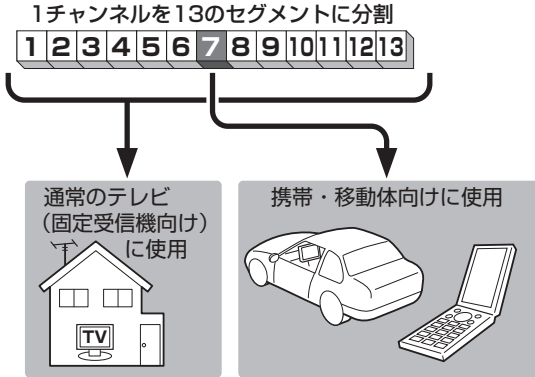 1チャンネルを13のセグメントに分割
1 2 3 4 5 6 7 8 9 10 11 12 13
通常のテレビ
（固定受信機向け）
に使用
TV
携帯・移動体向けに使用